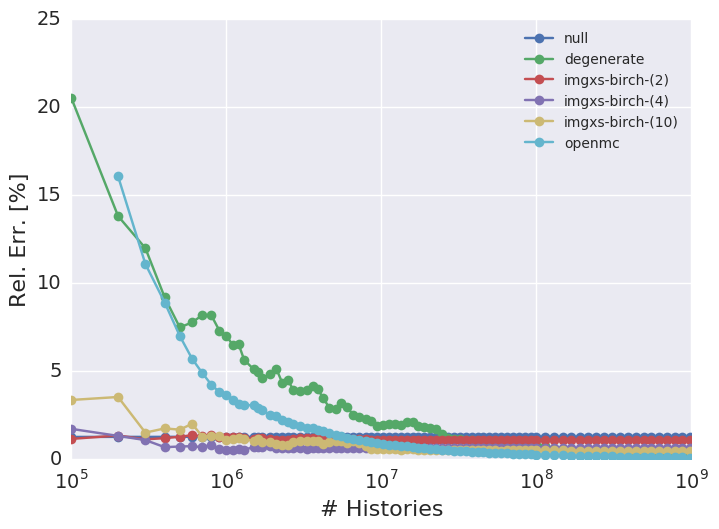 25
20
15
10
5
0
Rel. Err. [%]
10^5
10^6
10^7
10^8
10^9
# Histories
null
degenerate
imgxs-birch-(2)
imgxs-birch-(4)
imgxs-birch-(10)
openmc